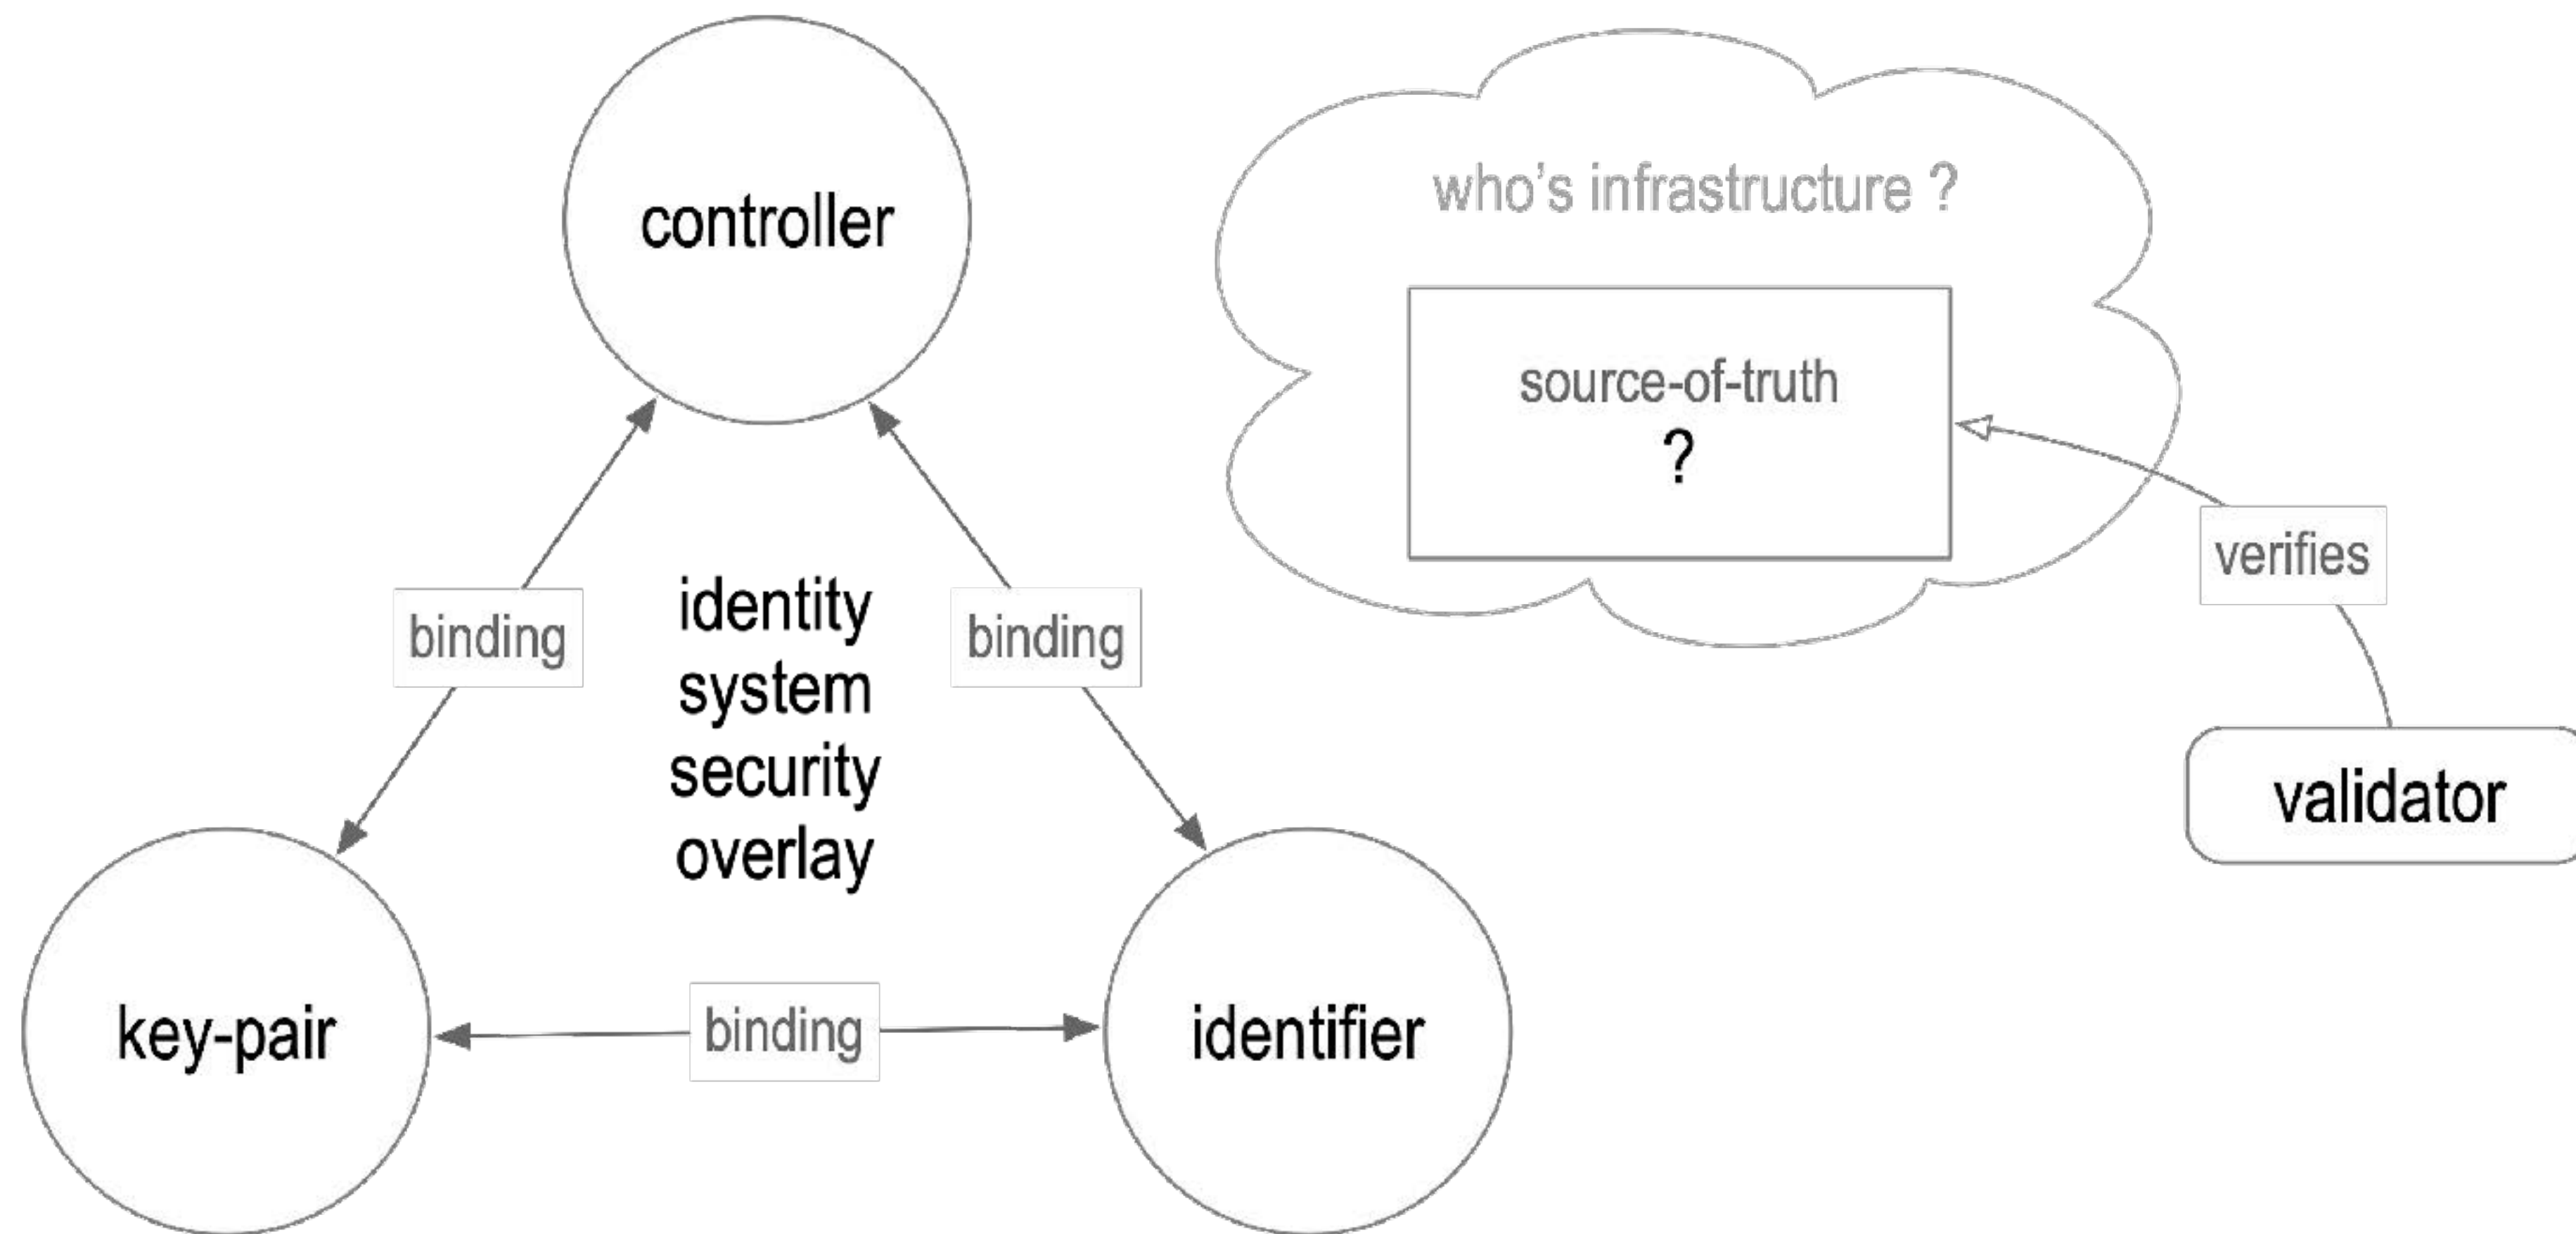 controller
who's infrastructure ?
source-of-truth
?
verifies
validator
binding
identity
system
security
overlay
binding
key-pair
binding
identifier